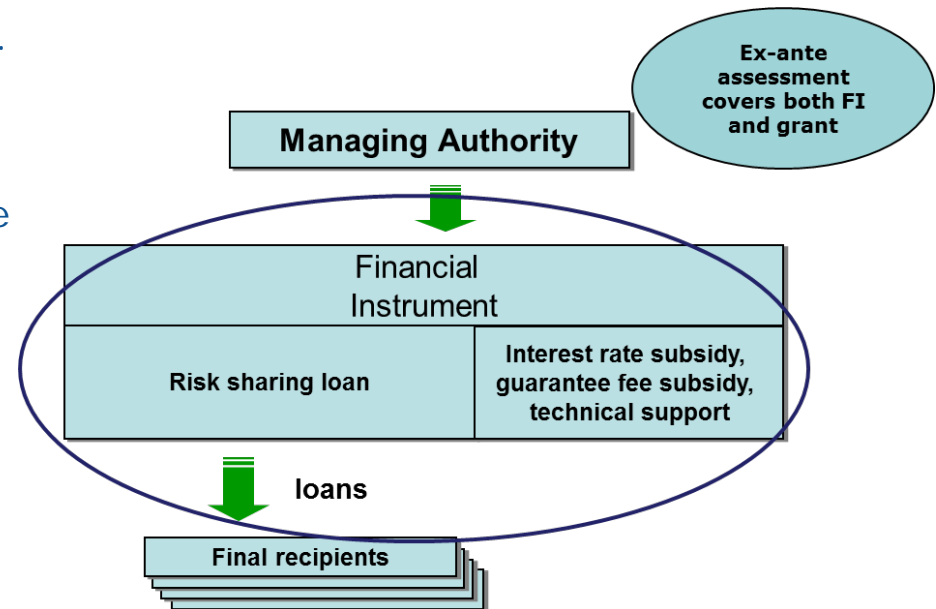 .
Ex-ante
assessment
covers both FI
and grant
Managing Authority
e
Financial
Instrument
Risk sharing loan
Interest rate subsidy,
guarantee fee subsidy,
technical support
loans
Final recipients